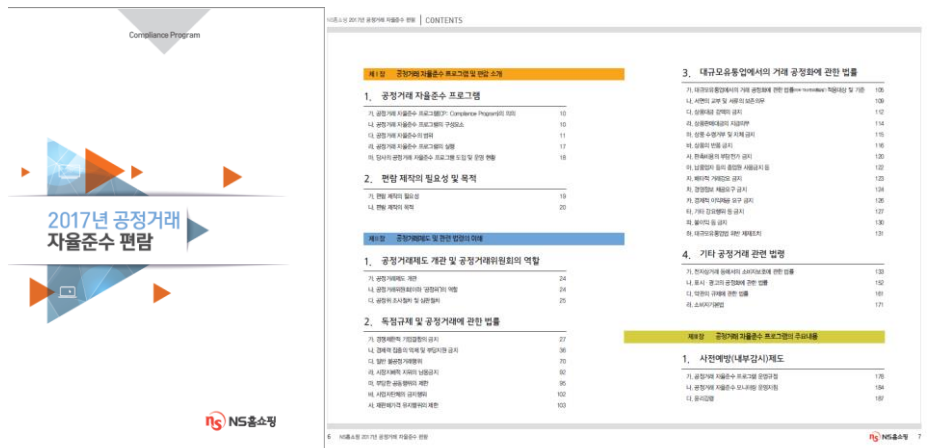 Compliance Program
2017년 공정거래
자율준수 편람
NS홈쇼핑
NS홈쇼핑 2017년 공정거래 자율준수 편람 CONTENTS
제1장 공정거래 자율준수 프로그램 및 편람 소개
1. 공정거래 자율준수 프로그램
가. 공정거래 자율준수 프로그램(CP: Compliance Program)의 의의 10
나. 공정거래 자율준수 프로그램의 구성요소 10
다. 공정거래 자율준수의 범위 11
라. 공정거래 자율준수 프로그램의 실행 17
마. 당사의 공정거래 자율준수 프로그램 도입 및 운영 현황 18
2. 편람 제작의 필요성 및 목적
가. 편람 제작의 필요성 19
나. 편람 제작의 목적 20
제2장 공정거래제도 및 관련 법령의 이해
1. 공정거래제도 개관 및 공정거래위원회의 역할
가. 공정거래제도 개관 24
나. 공정거래위원회(이하 '공정위')의 역할 24
다. 공정위 조사절차 및 심판절차 25
2. 독점규제 및 공정거래에 관한 법률
가. 경쟁제한적 기업결합의 금지 27
나. 경제력 집중의 억제 및 부당지원 금지 36
다. 일반 불공정거래행위 70
라. 시장지배적 지위의 남용금지 92
마. 부당한 공동행위의 제한 95
바. 사업자단체의 금지행위 102
사. 재판매가격 유지행위의 제한 103
3. 대규모유통업에서의 거래 공정화에 관한 법률
가. 대규모유통업에서의 거래 공정화에 관한 법률 적용대상 및 기준 105
나. 서면의 교부 및 서류의 보존의무 109
다. 상품대금 감액의 금지 112
라. 상품판매대금의 지급의무 114
마. 상품 수령거부 및 지체 금지 115
바. 상품의 반품 금지 116
사. 판촉비용의 부당전가 금지 120
아. 납품업자 등의 종업원 사용금지 등 122
자. 배타적 거래강요 금지 123
차. 경영정보 제공요구 금지 124
카. 경제적 이익제공 요구 금지 126
타. 기타 강요행위 등 금지 127
파. 불이익 등 금지 130
하. 대규모유통업법 위반 제재조치 131
4. 기타 공정거래 관련 법령
가. 전자상거래 등에서의 소비자보호에 관한 법률 133
나. 표시·광고의 공정화에 관한 법률 152
다. 약관의 규제에 관한 법률 161
라. 소비자기본법 171
제3장 공정거래 자율준수 프로그램의 주요내용
1. 사전예방(내부감시)제도
가. 공정거래 자율준수 프로그램 운영규정 176
나. 공정거래 자율준수 모니터링 운영지침 184
다. 윤리강령 187
6 NS홈쇼핑 2017년 공정거래 자율준수 편람
NS홈쇼핑 7